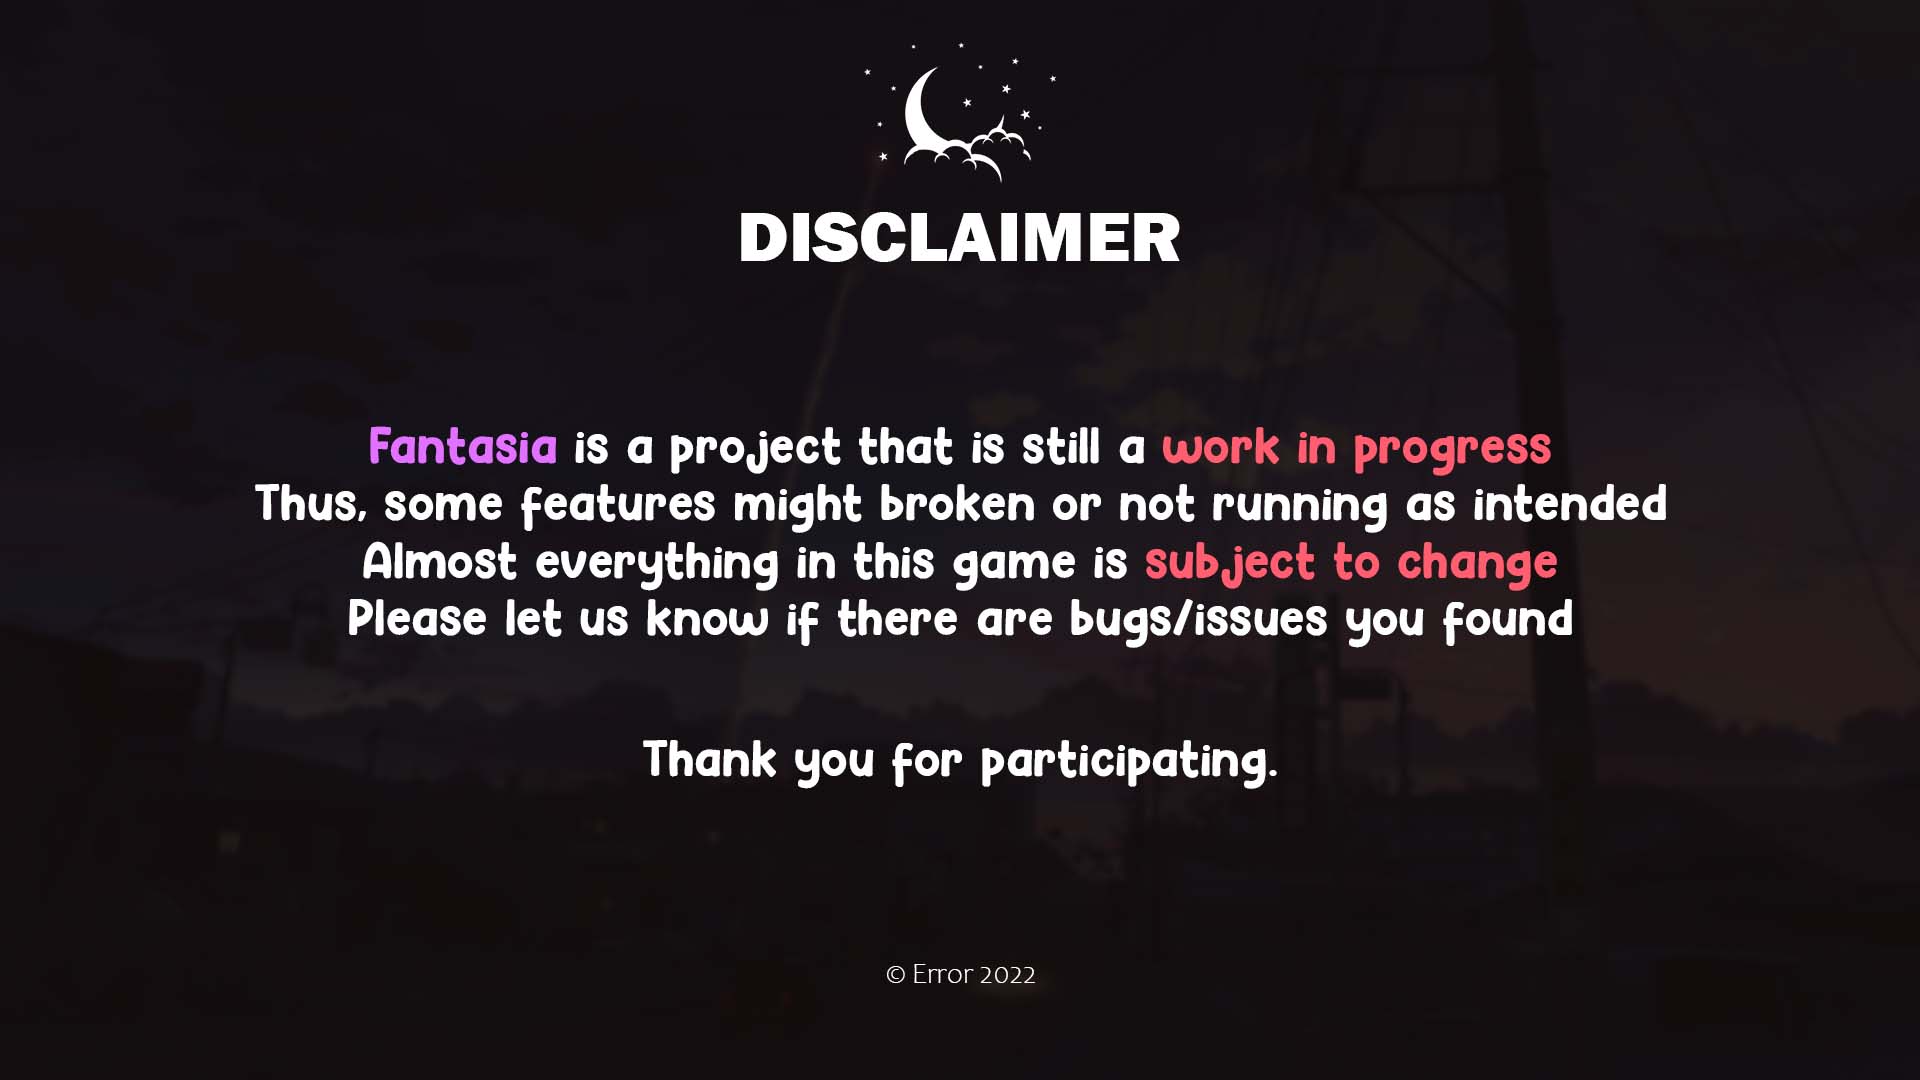 DISCLAIMER
Fantasia is a project that is still a work in progress
Thus, some features might broken or not running as intended
Almost everything in this game is subject to change
Please let us know if there are bugs/issues you found
Thank you for participating.
© Error 2022